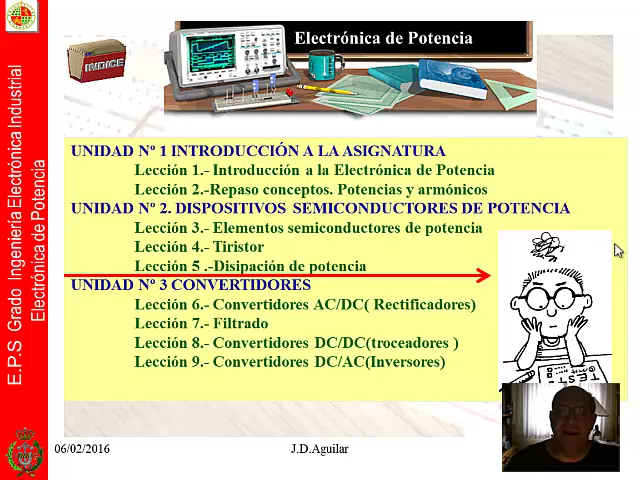 Electrónica de Potencia
INDICE
UNIDAD Nº 1 INTRODUCCIÓN A LA ASIGNATURA
Lección 1.- Introducción a la Electrónica de Potencia
Lección 2.-Repaso conceptos. Potencias y armónicos
UNIDAD Nº 2. DISPOSITIVOS SEMICONDUCTORES DE POTENCIA
Lección 3.- Elementos semiconductores de potencia
Lección 4.- Tiristor
Lección 5 .-Disipación de potencia
UNIDAD Nº 3 CONVERTIDORES
Lección 6.- Convertidores AC/DC( Rectificadores)
Lección 7.- Filtrado
Lección 8.- Convertidores DC/DC(troceadores )
Lección 9.- Convertidores DC/AC(Inversores)
TEST
E.P.S Grado Ingeniería Electrónica Industrial
Electrónica de Potencia
06/02/2016
J.D.Aguilar